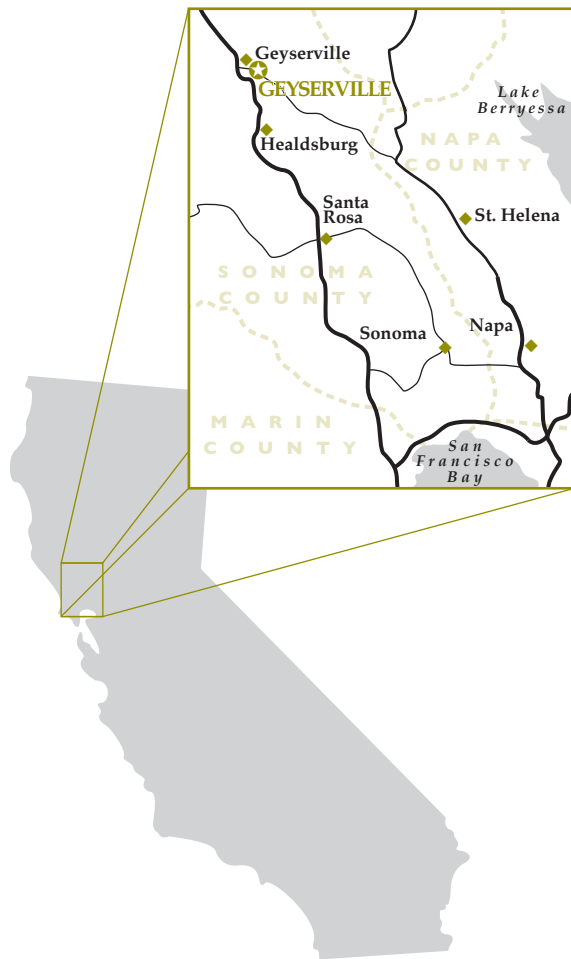 Geyserville
GEYSERVILLE
Lake
Berryessa
Healdsburg
NAPA
COUNTY
Santa
Rosa
St. Helena
SONOMA
COUNTY
Sonoma
Napa
MARIN
COUNTY
San
Francisco
Bay